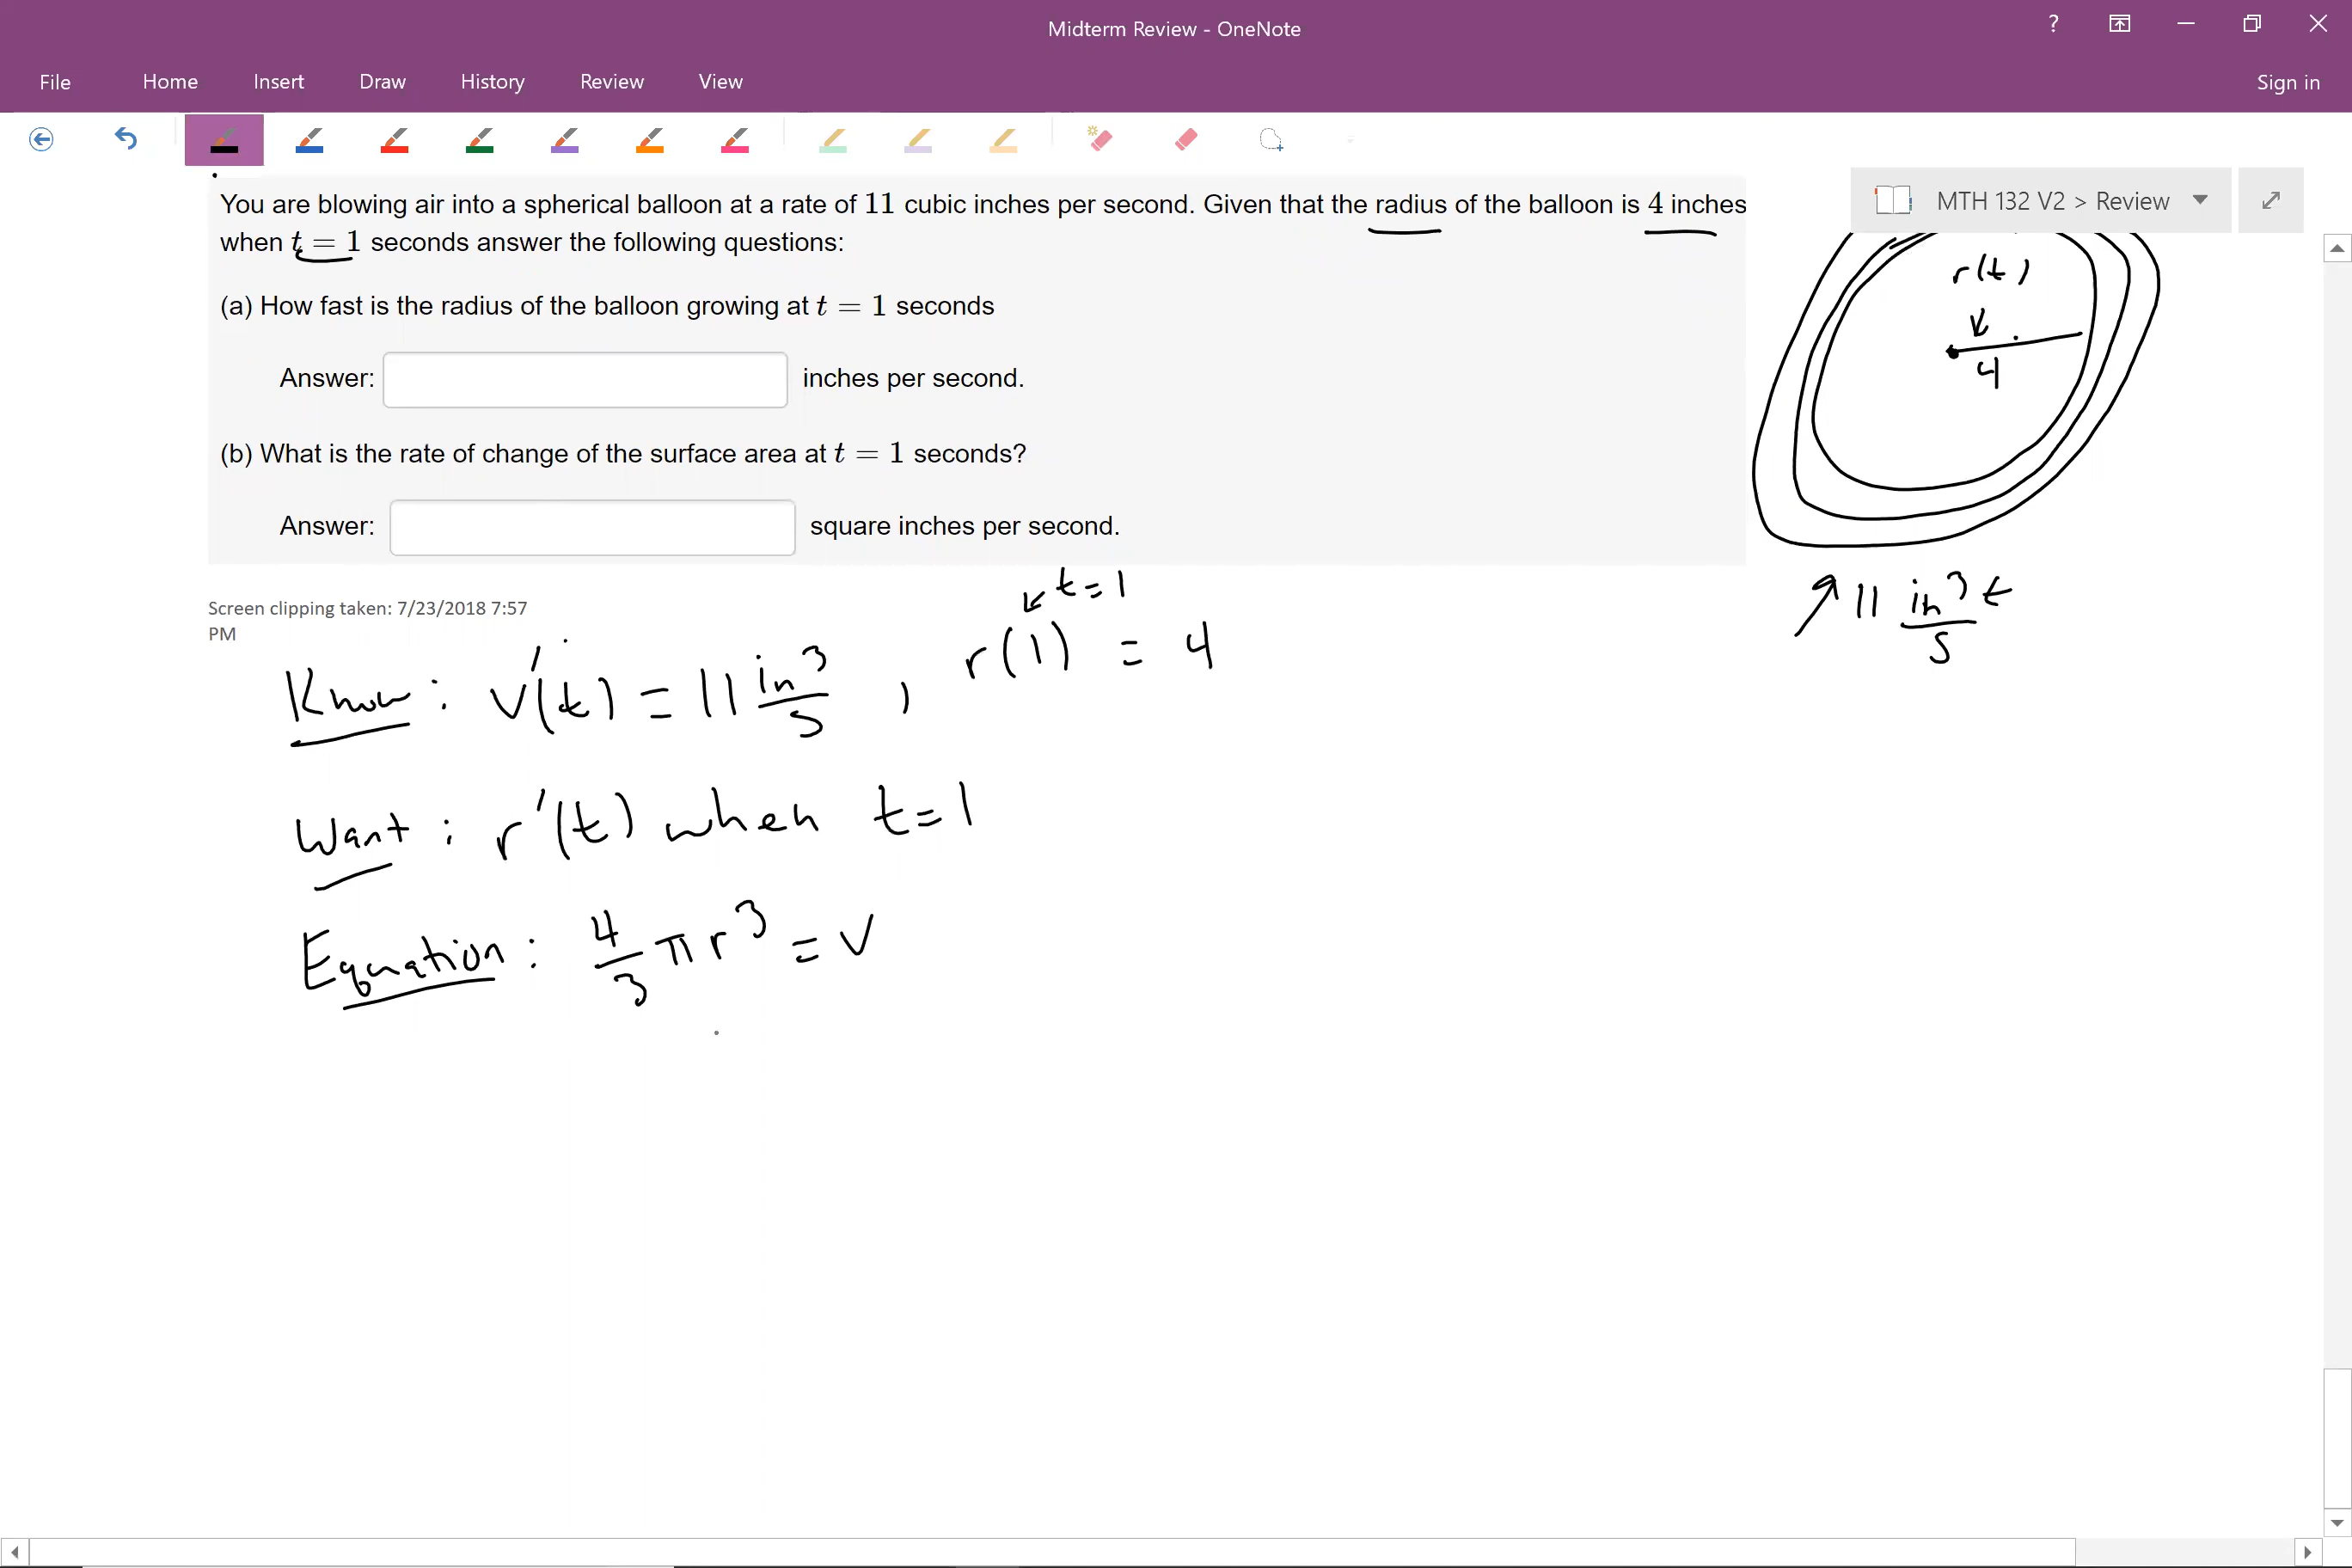 Midterm Review - OneNote
?
File Home Insert Draw History Review View Sign in
MTH 132 V2 > Review
You are blowing air into a spherical balloon at a rate of 11 cubic inches per second. Given that the radius of the balloon is 4 inches
when t = 1 seconds answer the following questions:
(a) How fast is the radius of the balloon growing at t = 1 seconds
Answer: inches per second.
(b) What is the rate of change of the surface area at t = 1 seconds?
Answer: square inches per second.
r(t)
4
11 in³/s
Screen clipping taken: 7/23/2018 7:57
PM
t=1
Know: V'(t) = 11 in³/s , r(1) = 4
Want: r'(t) when t=1
Equation: 4/3 πr³ = V